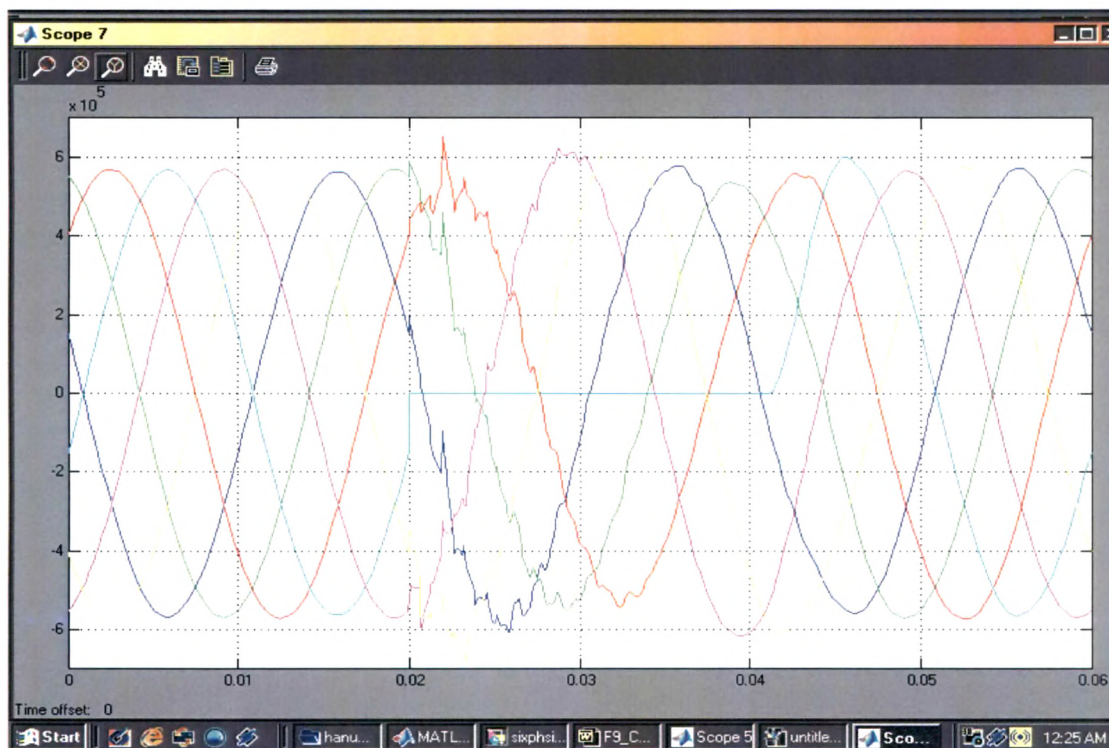 Scope 7
x 10
5
6
4
2
0
-2
-4
-6
0
0.01
0.02
0.03
0.04
0.05
0.06
Time offset: 0
Start
hanu...
MATL...
sixphsi...
F9_C...
Scope 5
untitle...
Sco...
12:25 AM